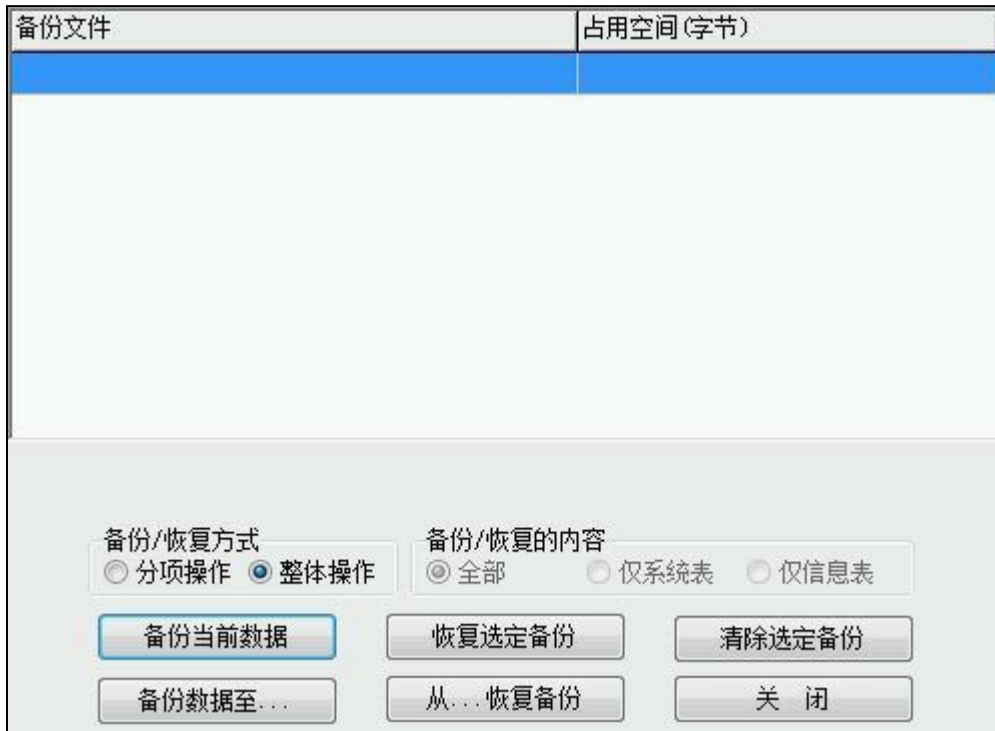 备份文件 占用空间(字节)
备份/恢复方式 备份/恢复的内容
分项操作 整体操作 全部 仅系统表 仅信息表
备份当前数据 恢复选定备份 清除选定备份
备份数据至... 从...恢复备份 关 闭